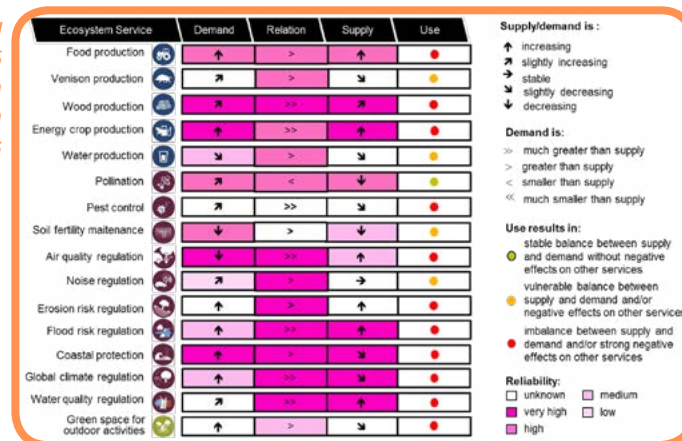 Ecosystem Service Demand Relation Supply Use
Food production > 
Venison production >
Wood production >>
Energy crop production >>
Water production >
Pollination <
Pest control >>
Soil fertility maitenance >
Air quality regulation >>
Noise regulation >
Erosion risk regulation >
Flood risk regulation >>
Coastal protection >
Global climate regulation >>
Water quality regulation >>
Green space for
outdoor activities >
Supply/demand is :
increasing
slightly increasing
stable
slightly decreasing
decreasing
Demand is:
>> much greater than supply
> greater than supply
< smaller than supply
<< much smaller than supply
Use results in:
stable balance between supply
and demand without negative
effects on other services
vulnerable balance between
supply and demand and/or
negative effects on other services
imbalance between supply and
demand and/or strong negative
effects on other services
Reliability:
unknown medium
very high low
high